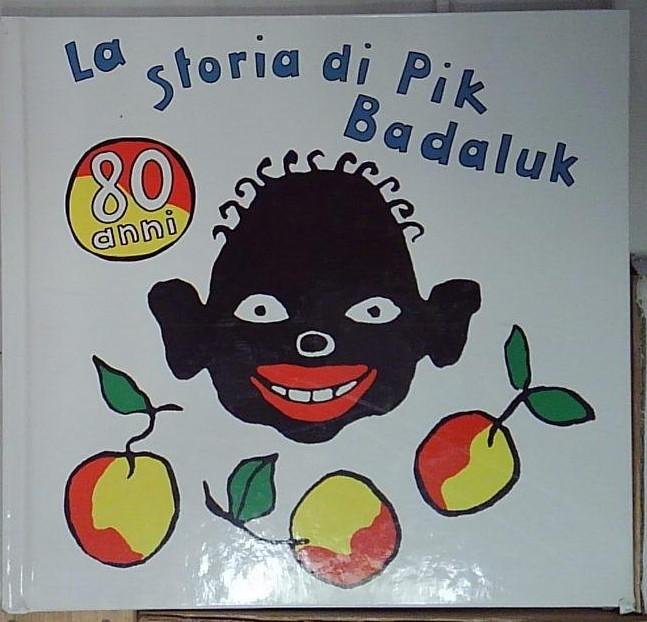 La Storia di Pik
Badaluk
80
anni